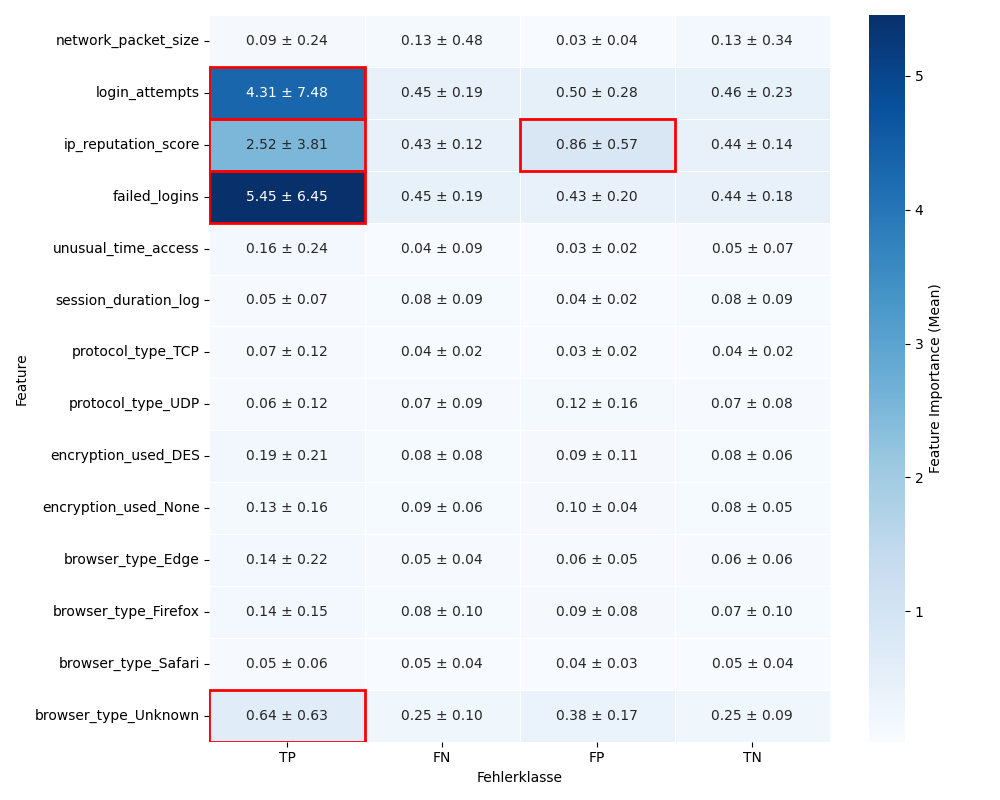 Feature
network_packet_size 0.09 ± 0.24 0.13 ± 0.48 0.03 ± 0.04 0.13 ± 0.34
login_attempts 4.31 ± 7.48 0.45 ± 0.19 0.50 ± 0.28 0.46 ± 0.23
ip_reputation_score 2.52 ± 3.81 0.43 ± 0.12 0.86 ± 0.57 0.44 ± 0.14
failed_logins 5.45 ± 6.45 0.45 ± 0.19 0.43 ± 0.20 0.44 ± 0.18
unusual_time_access 0.16 ± 0.24 0.04 ± 0.09 0.03 ± 0.02 0.05 ± 0.07
session_duration_log 0.05 ± 0.07 0.08 ± 0.09 0.04 ± 0.02 0.08 ± 0.09
protocol_type_TCP 0.07 ± 0.12 0.04 ± 0.02 0.03 ± 0.02 0.04 ± 0.02
protocol_type_UDP 0.06 ± 0.12 0.07 ± 0.09 0.12 ± 0.16 0.07 ± 0.08
encryption_used_DES 0.19 ± 0.21 0.08 ± 0.08 0.09 ± 0.11 0.08 ± 0.06
encryption_used_None 0.13 ± 0.16 0.09 ± 0.06 0.10 ± 0.04 0.08 ± 0.05
browser_type_Edge 0.14 ± 0.22 0.05 ± 0.04 0.06 ± 0.05 0.06 ± 0.06
browser_type_Firefox 0.14 ± 0.15 0.08 ± 0.10 0.09 ± 0.08 0.07 ± 0.10
browser_type_Safari 0.05 ± 0.06 0.05 ± 0.04 0.04 ± 0.03 0.05 ± 0.04
browser_type_Unknown 0.64 ± 0.63 0.25 ± 0.10 0.38 ± 0.17 0.25 ± 0.09
TP FN FP TN
Fehlerklasse
5
4
3
2
1
Feature Importance (Mean)